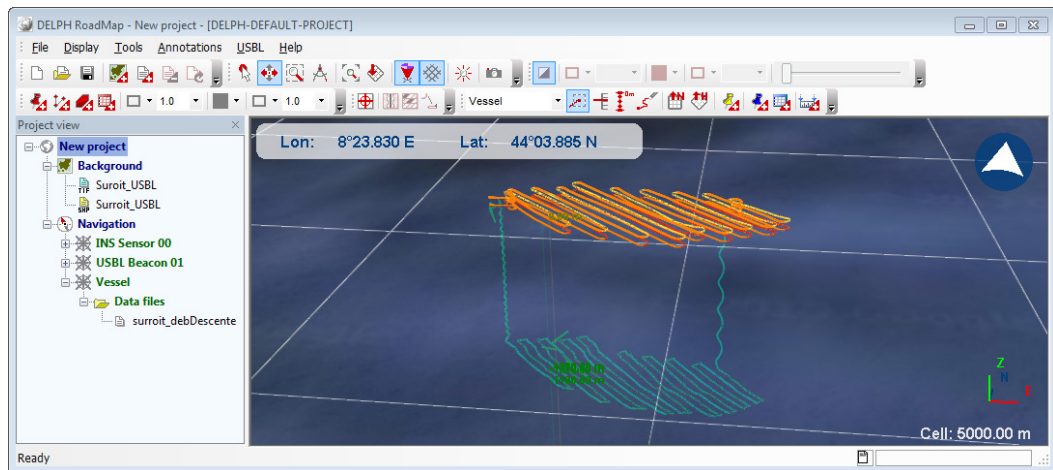 DELPH RoadMap - New project - [DELPH-DEFAULT-PROJECT]
File Display Tools Annotations USBL Help
1.0 1.0 Vessel
Project view
New project
Background
Suroit_USBL
Surroit_USBL
Navigation
INS Sensor 00
USBL Beacon 01
Vessel
Data files
surroit_debDescente
Lon: 8°23.830 E Lat: 44°03.885 N
Z
N
E
Cell: 5000.00 m
Ready